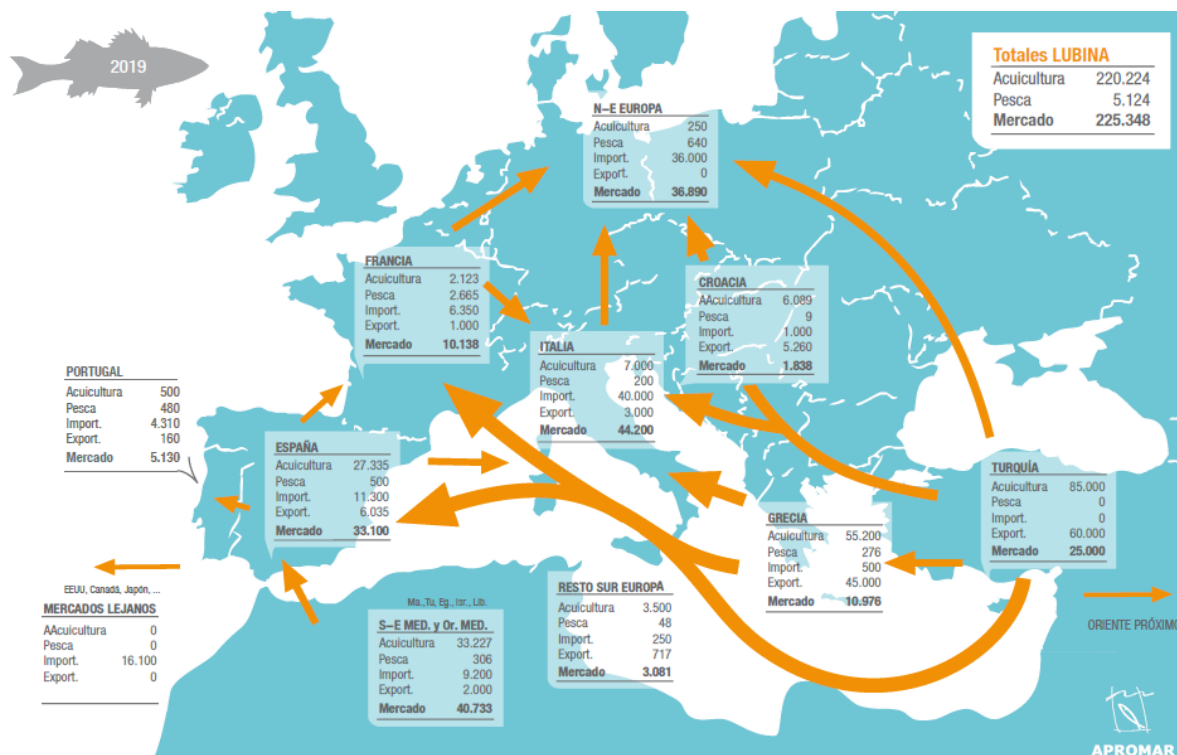 2019
Totales LUBINA
Acuicultura 220.224
Pesca 5.124
Mercado 225.348
N–E EUROPA
Acuicultura 250
Pesca 640
Import. 36.000
Export. 0
Mercado 36.890
FRANCIA
Acuicultura 2.123
Pesca 2.665
Import. 6.350
Export. 1.000
Mercado 10.138
CROACIA
AAcuicultura 6.089
Pesca 9
Import. 1.000
Export. 5.260
Mercado 1.838
ITALIA
Acuicultura 7.000
Pesca 200
Import. 40.000
Export. 3.000
Mercado 44.200
PORTUGAL
Acuicultura 500
Pesca 480
Import. 4.310
Export. 160
Mercado 5.130
ESPAÑA
Acuicultura 27.335
Pesca 500
Import. 11.300
Export. 6.035
Mercado 33.100
TURQUÍA
Acuicultura 85.000
Pesca 0
Import. 0
Export. 60.000
Mercado 25.000
GRECIA
Acuicultura 55.200
Pesca 276
Import. 500
Export. 45.000
Mercado 10.976
EEUU, Canadá, Japón, ...
MERCADOS LEJANOS
AAcuicultura 0
Pesca 0
Import. 16.100
Export. 0
Ma.,Tu, Eg., Isr., Lib.
S–E MED. y Or. MED.
Acuicultura 33.227
Pesca 306
Import. 9.200
Export. 2.000
Mercado 40.733
RESTO SUR EUROPA
Acuicultura 3.500
Pesca 48
Import. 250
Export. 717
Mercado 3.081
ORIENTE PRÓXIMO
APROMAR